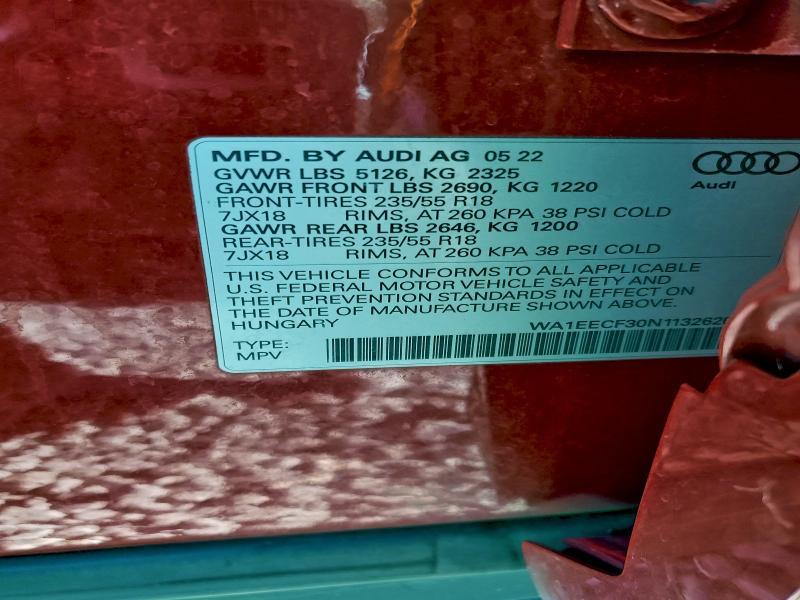 MFD. BY AUDI AG 05 22
GVWR LBS 5126, KG 2325
GAWR FRONT LBS 2690, KG 1220
FRONT-TIRES 235/55 R18
7JX18 RIMS, AT 260 KPA 38 PSI COLD
GAWR REAR LBS 2646, KG 1200
REAR-TIRES 235/55 R18
7JX18 RIMS, AT 260 KPA 38 PSI COLD
Audi
THIS VEHICLE CONFORMS TO ALL APPLICABLE
U.S. FEDERAL MOTOR VEHICLE SAFETY AND
THEFT PREVENTION STANDARDS IN EFFECT ON
THE DATE OF MANUFACTURE SHOWN ABOVE.
HUNGARY WA1EECF30N113262
TYPE:
MPV